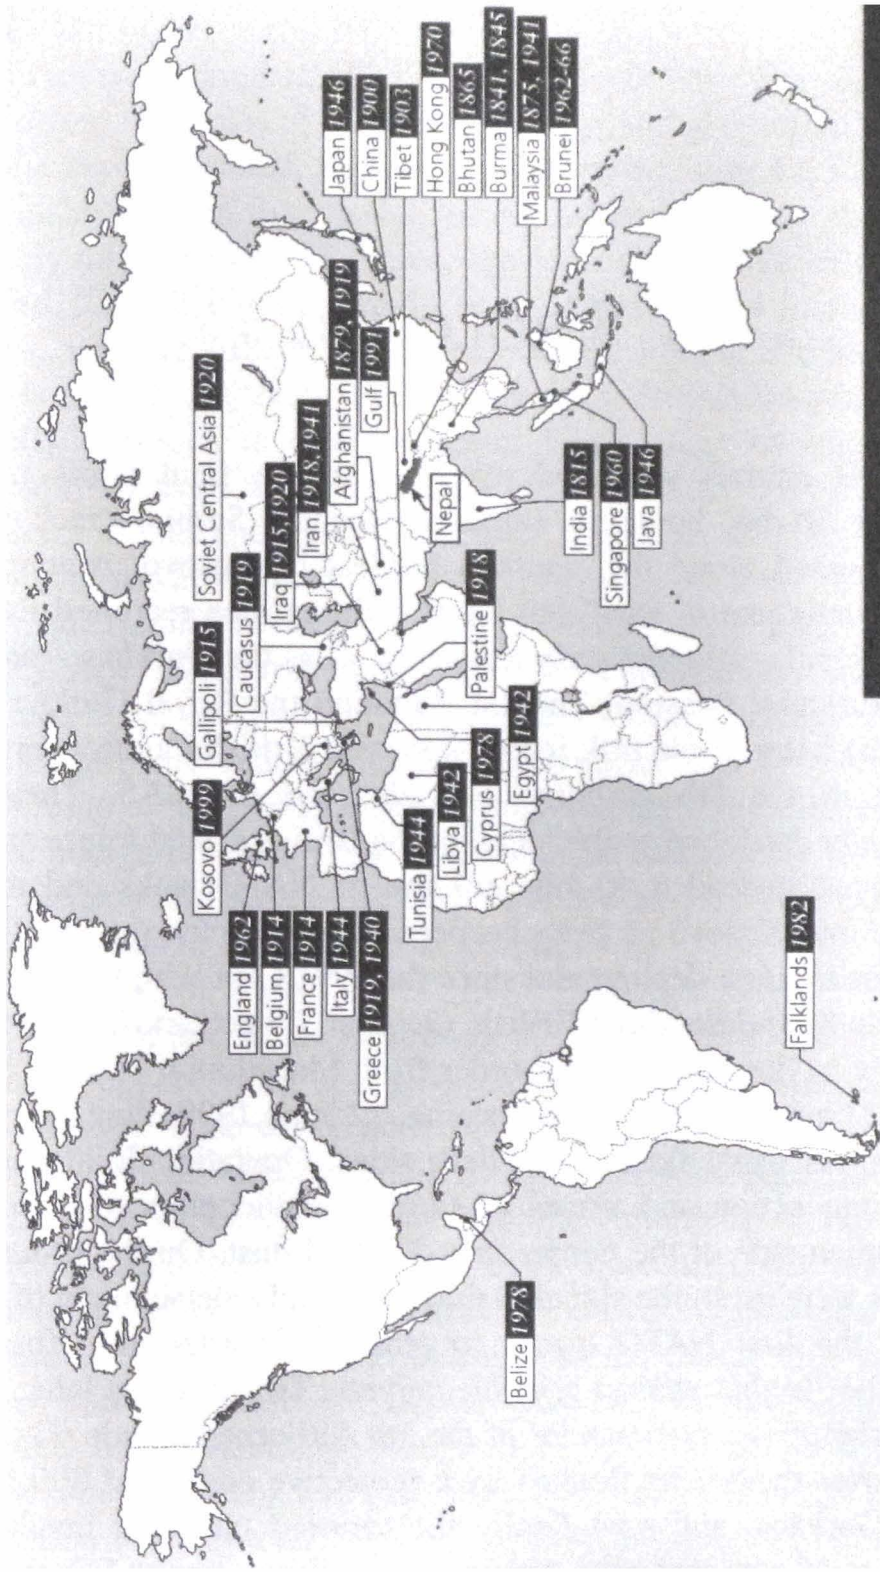 Soviet Central Asia 1920
Gallipoli 1915
Caucasus 1919
Iraq 1915,1920
Iran 1918,1941
Afghanistan 1879, 1919
Gulf 1991
Kosovo 1999
England 1962
Belgium 1914
France 1914
Italy 1944
Greece 1919, 1940
Japan 1946
China 1900
Tibet 1903
Hong Kong 1970
Bhutan 1865
Burma 1841, 1845
Malaysia 1875, 1941
Brunei 1962-66
Nepal
India 1815
Singapore 1960
Java 1946
Palestine 1918
Tunisia 1944
Libya 1942
Cyprus 1978
Egypt 1942
Belize 1978
Falklands 1982